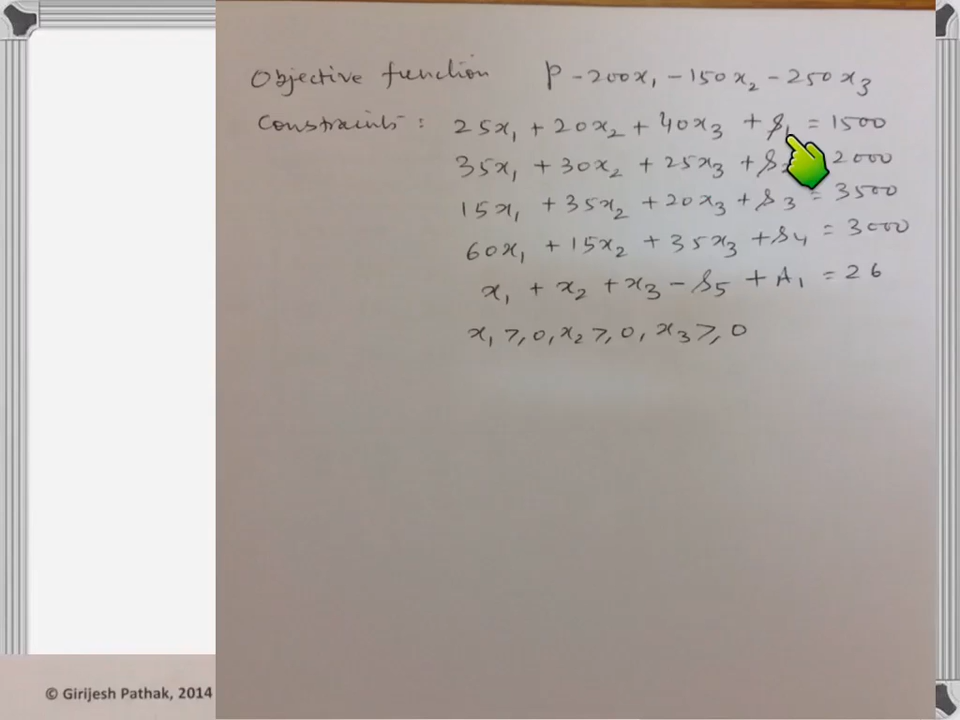 Objective function P - 200x₁ - 150x₂ - 250x₃
Constraints : 25x₁ + 20x₂ + 40x₃ + S₁ = 1500
35x₁ + 30x₂ + 25x₃ + S 2000
15x₁ + 35x₂ + 20x₃ + S₃ = 3500
60x₁ + 15x₂ + 35x₃ + S₄ = 3000
x₁ + x₂ + x₃ - S₅ + A₁ = 26
x₁ ≥ 0, x₂ ≥ 0, x₃ ≥ 0
© Girijesh Pathak, 2014